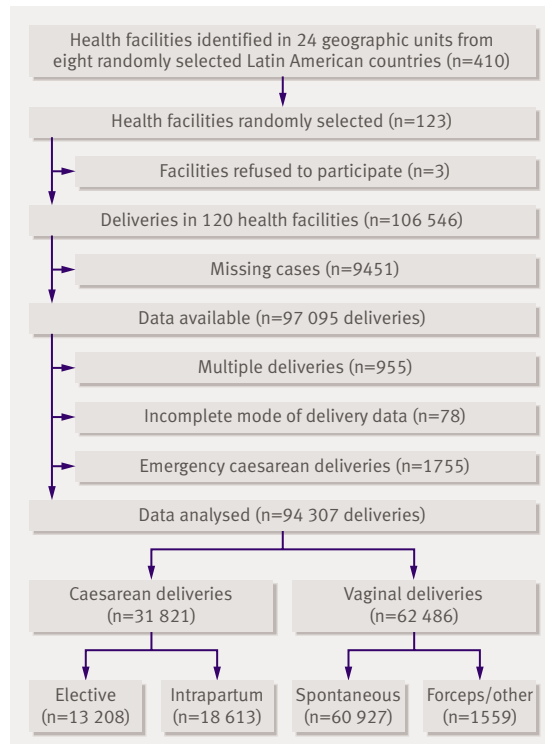 Health facilities identified in 24 geographic units from
eight randomly selected Latin American countries (n=410)
Health facilities randomly selected (n=123)
Facilities refused to participate (n=3)
Deliveries in 120 health facilities (n=106 546)
Missing cases (n=9451)
Data available (n=97 095 deliveries)
Multiple deliveries (n=955)
Incomplete mode of delivery data (n=78)
Emergency caesarean deliveries (n=1755)
Data analysed (n=94 307 deliveries)
Caesarean deliveries
(n=31 821)
Vaginal deliveries
(n=62 486)
Elective
(n=13 208)
Intrapartum
(n=18 613)
Spontaneous
(n=60 927)
Forceps/other
(n=1559)